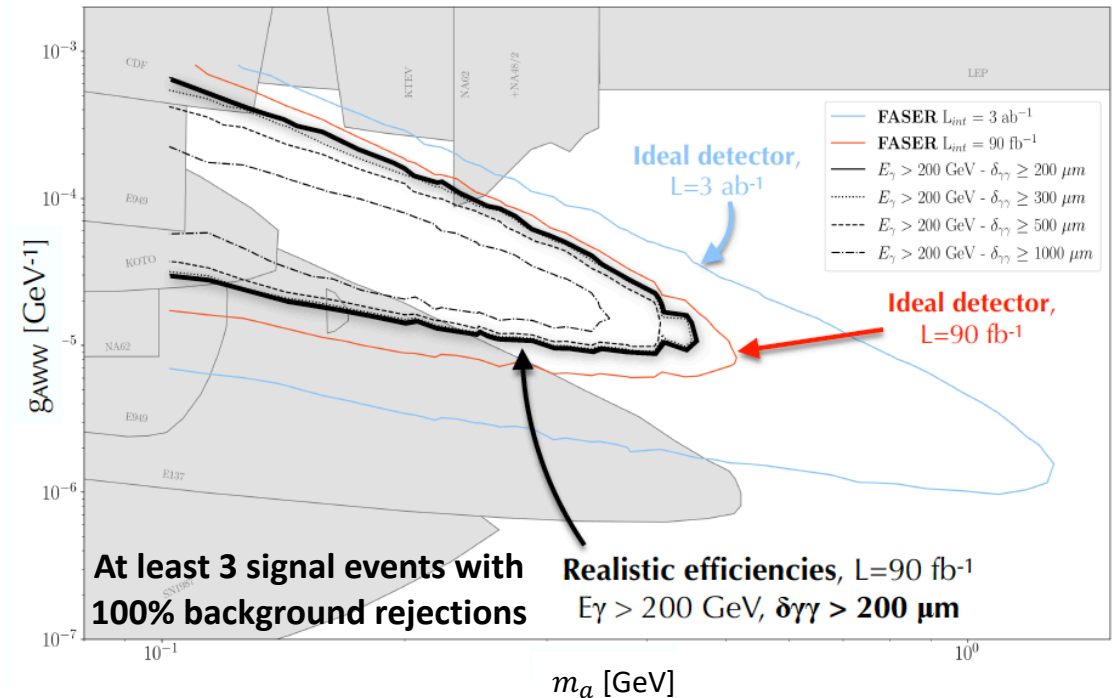 10⁻³
10⁻⁴
10⁻⁵
10⁻⁶
10⁻⁷
gAWW [GeV⁻¹]
CDF
KTEV
NA62
+NA48/2
LEP
E949
KOTO
NA62
E949
E137
SN1987
FASER L_int = 3 ab⁻¹
FASER L_int = 90 fb⁻¹
E_γ > 200 GeV - δ_γγ ≥ 200 μm
E_γ > 200 GeV - δ_γγ ≥ 300 μm
E_γ > 200 GeV - δ_γγ ≥ 500 μm
E_γ > 200 GeV - δ_γγ ≥ 1000 μm
Ideal detector,
L=3 ab⁻¹
Ideal detector,
L=90 fb⁻¹
At least 3 signal events with
100% background rejections
Realistic efficiencies, L=90 fb⁻¹
Eγ > 200 GeV, δγγ > 200 μm
10⁻¹
10⁰
m_a [GeV]